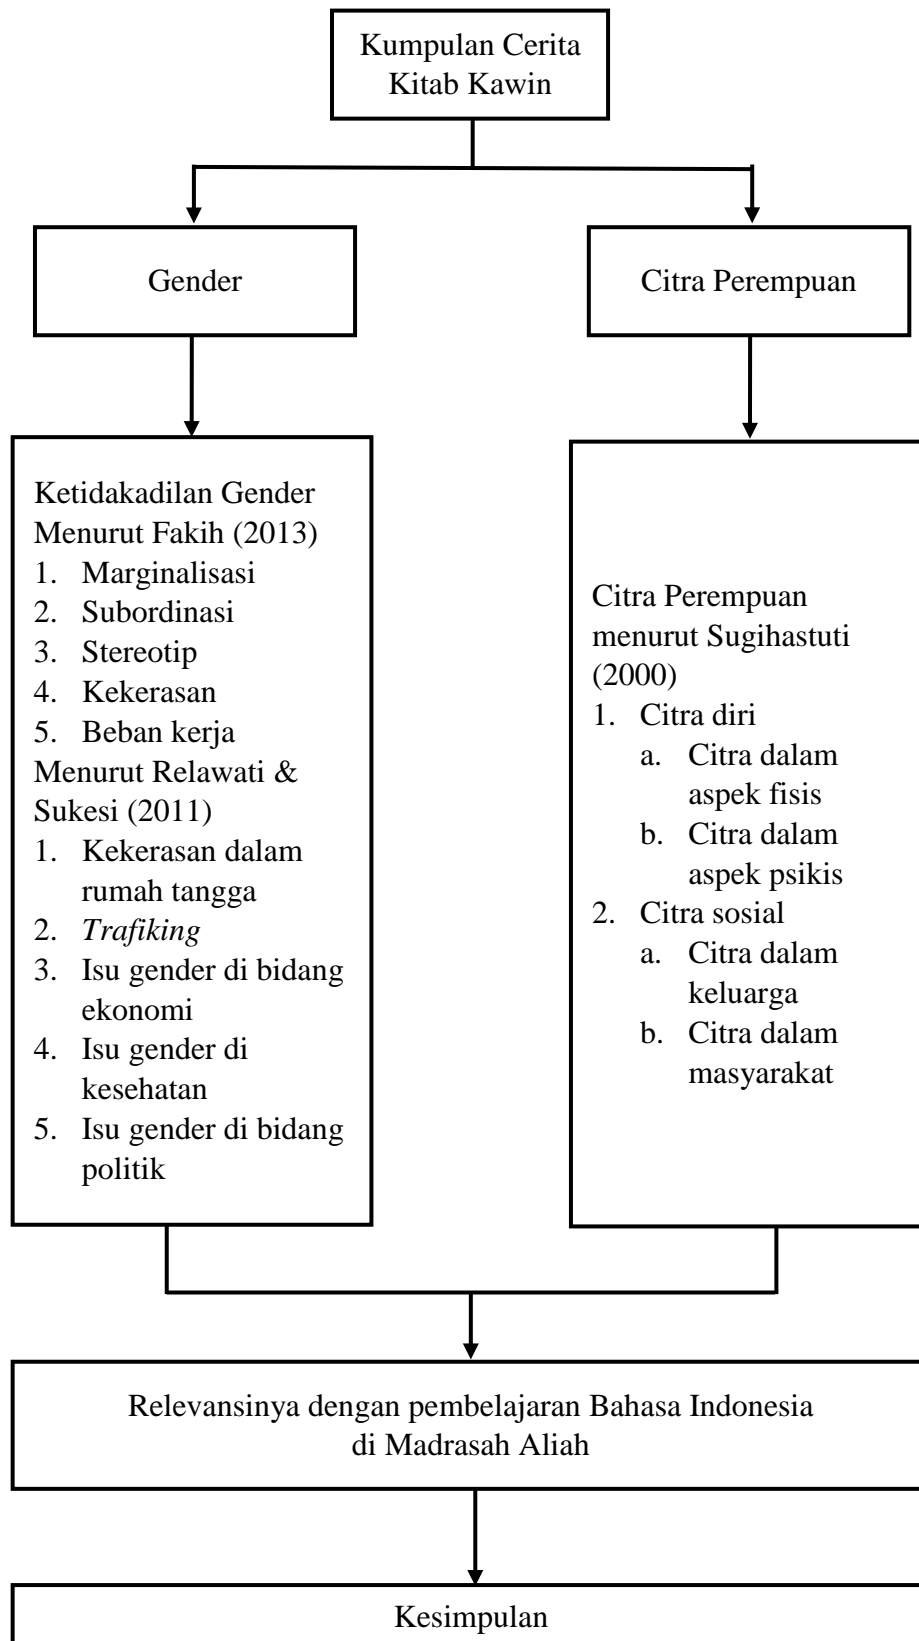 Kumpulan Cerita
Kitab Kawin
Gender
Citra Perempuan
Ketidakadilan Gender
Menurut Fakih (2013)
1. Marginalisasi
2. Subordinasi
3. Stereotip
4. Kekerasan
5. Beban kerja
Menurut Relawati &
Sukesi (2011)
1. Kekerasan dalam
rumah tangga
2. Trafiking
3. Isu gender di bidang
ekonomi
4. Isu gender di
kesehatan
5. Isu gender di bidang
politik
Citra Perempuan
menurut Sugihastuti
(2000)
1. Citra diri
a. Citra dalam
aspek fisis
b. Citra dalam
aspek psikis
2. Citra sosial
a. Citra dalam
keluarga
b. Citra dalam
masyarakat
Relevansinya dengan pembelajaran Bahasa Indonesia
di Madrasah Aliah
Kesimpulan